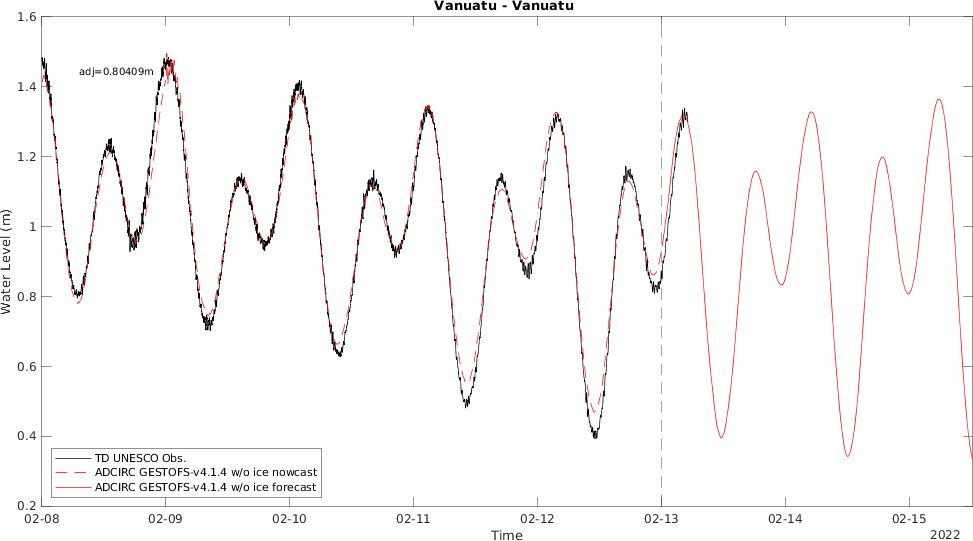 Vanuatu - Vanuatu
1.6
1.4
1.2
1
0.8
0.6
0.4
0.2
Water Level (m)
adj=0.80409m
TD UNESCO Obs.
ADCIRC GESTOFS-v4.1.4 w/o ice nowcast
ADCIRC GESTOFS-v4.1.4 w/o ice forecast
02-08 02-09 02-10 02-11 02-12 02-13 02-14 02-15
Time
2022